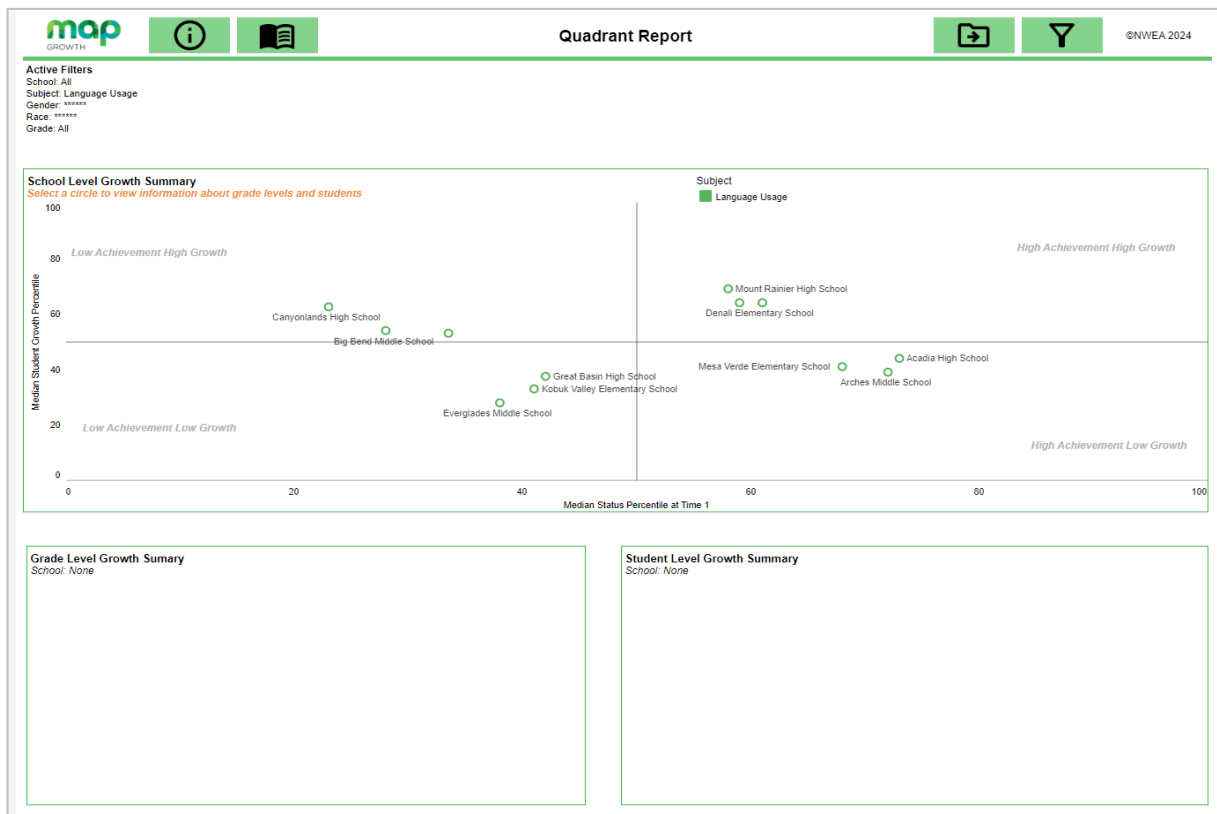 map
GROWTH
Quadrant Report
©NWEA 2024
Active Filters
School: All
Subject: Language Usage
Gender: ******
Race: ******
Grade: All
School Level Growth Summary
Select a circle to view information about grade levels and students
Subject
Language Usage
100
80
60
40
20
0
Median Student Growth Percentile
Low Achievement High Growth
High Achievement High Growth
Mount Rainier High School
Denali Elementary School
Canyonlands High School
Big Bend Middle School
Mesa Verde Elementary School
Acadia High School
Arches Middle School
Great Basin High School
Kobuk Valley Elementary School
Everglades Middle School
Low Achievement Low Growth
High Achievement Low Growth
0 20 40 60 80 100
Median Status Percentile at Time 1
Grade Level Growth Sumary
School: None
Student Level Growth Summary
School: None